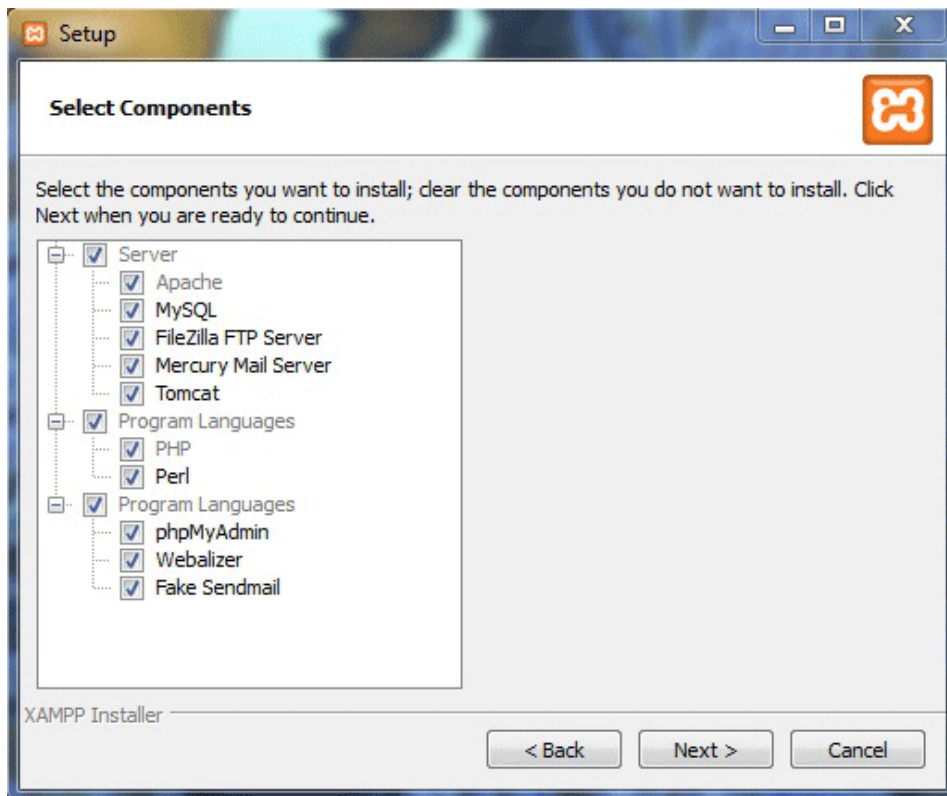 Setup
Select Components
Select the components you want to install; clear the components you do not want to install. Click
Next when you are ready to continue.
Server
Apache
MySQL
FileZilla FTP Server
Mercury Mail Server
Tomcat
Program Languages
PHP
Perl
Program Languages
phpMyAdmin
Webalizer
Fake Sendmail
XAMPP Installer
< Back Next > Cancel